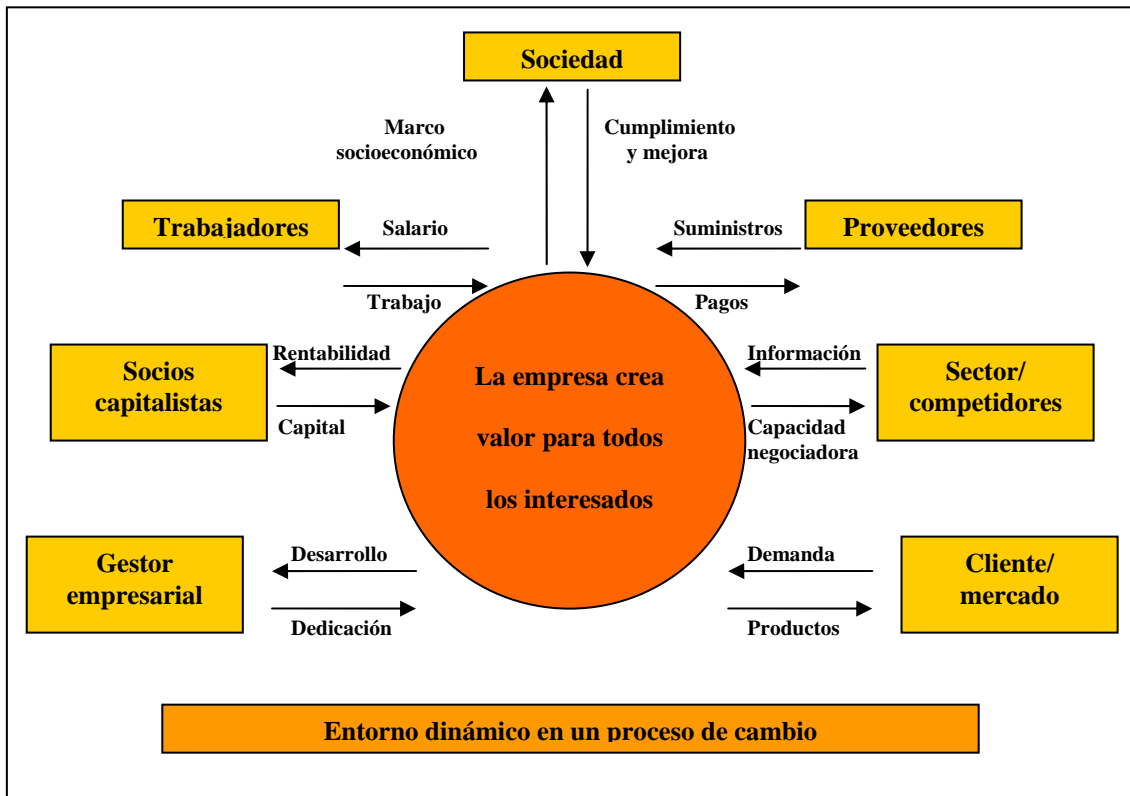 Sociedad
Marco
socioeconómico
Cumplimiento
y mejora
Trabajadores
Salario
Trabajo
Suministros
Pagos
Proveedores
Socios
capitalistas
Rentabilidad
Capital
La empresa crea
valor para todos
los interesados
Información
Capacidad
negociadora
Sector/
competidores
Gestor
empresarial
Desarrollo
Dedicación
Demanda
Productos
Cliente/
mercado
Entorno dinámico en un proceso de cambio